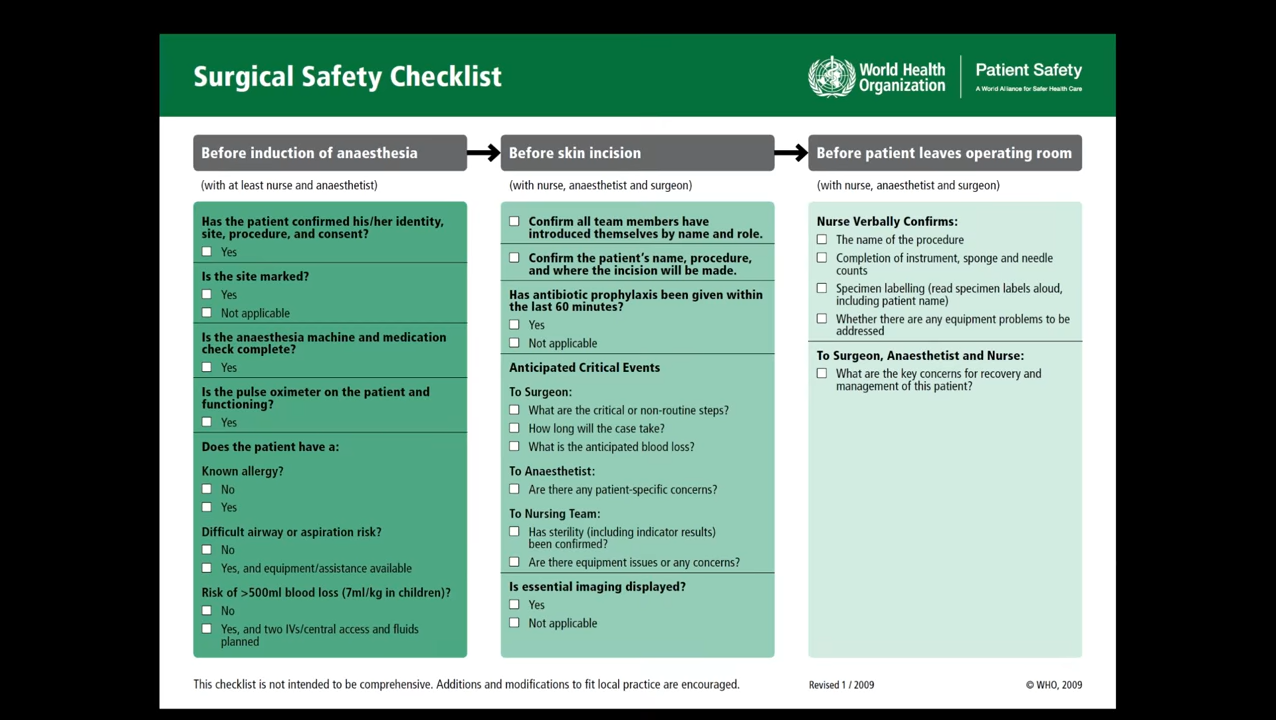 Surgical Safety Checklist
World Health
Organization
Patient Safety
A World Alliance for Safer Health Care
Before induction of anaesthesia
(with at least nurse and anaesthetist)
Has the patient confirmed his/her identity,
site, procedure, and consent?
Yes
Is the site marked?
Yes
Not applicable
Is the anaesthesia machine and medication
check complete?
Yes
Is the pulse oximeter on the patient and
functioning?
Yes
Does the patient have a:
Known allergy?
No
Yes
Difficult airway or aspiration risk?
No
Yes, and equipment/assistance available
Risk of >500ml blood loss (7ml/kg in children)?
No
Yes, and two IVs/central access and fluids
planned
Before skin incision
(with nurse, anaesthetist and surgeon)
Confirm all team members have
introduced themselves by name and role.
Confirm the patient's name, procedure,
and where the incision will be made.
Has antibiotic prophylaxis been given within
the last 60 minutes?
Yes
Not applicable
Anticipated Critical Events
To Surgeon:
What are the critical or non-routine steps?
How long will the case take?
What is the anticipated blood loss?
To Anaesthetist:
Are there any patient-specific concerns?
To Nursing Team:
Has sterility (including indicator results)
been confirmed?
Are there equipment issues or any concerns?
Is essential imaging displayed?
Yes
Not applicable
Before patient leaves operating room
(with nurse, anaesthetist and surgeon)
Nurse Verbally Confirms:
The name of the procedure
Completion of instrument, sponge and needle
counts
Specimen labelling (read specimen labels aloud,
including patient name)
Whether there are any equipment problems to be
addressed
To Surgeon, Anaesthetist and Nurse:
What are the key concerns for recovery and
management of this patient?
This checklist is not intended to be comprehensive. Additions and modifications to fit local practice are encouraged.
Revised 1 / 2009
© WHO, 2009